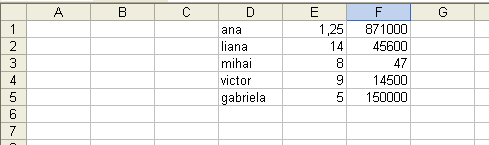 A B C D E F G
1 ana 1,25 871000
2 liana 14 45600
3 mihai 8 47
4 victor 9 14500
5 gabriela 5 150000
6
7